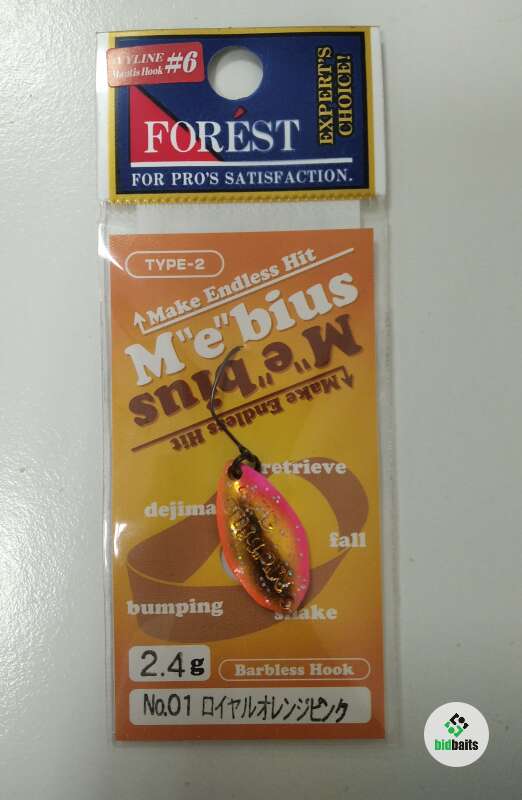 Mautis Hook #6
FORÉST
EXPERT'S
CHOICE!
FOR PRO'S SATISFACTION.
TYPE-2
Make Endless Hit
M"e"bius
M"e"bius
Make Endless Hit
retrieve
dejima
fall
bumping
shake
2.4g
Barbless Hook
No.01 ロイヤルオレンジピンク
bidbaits